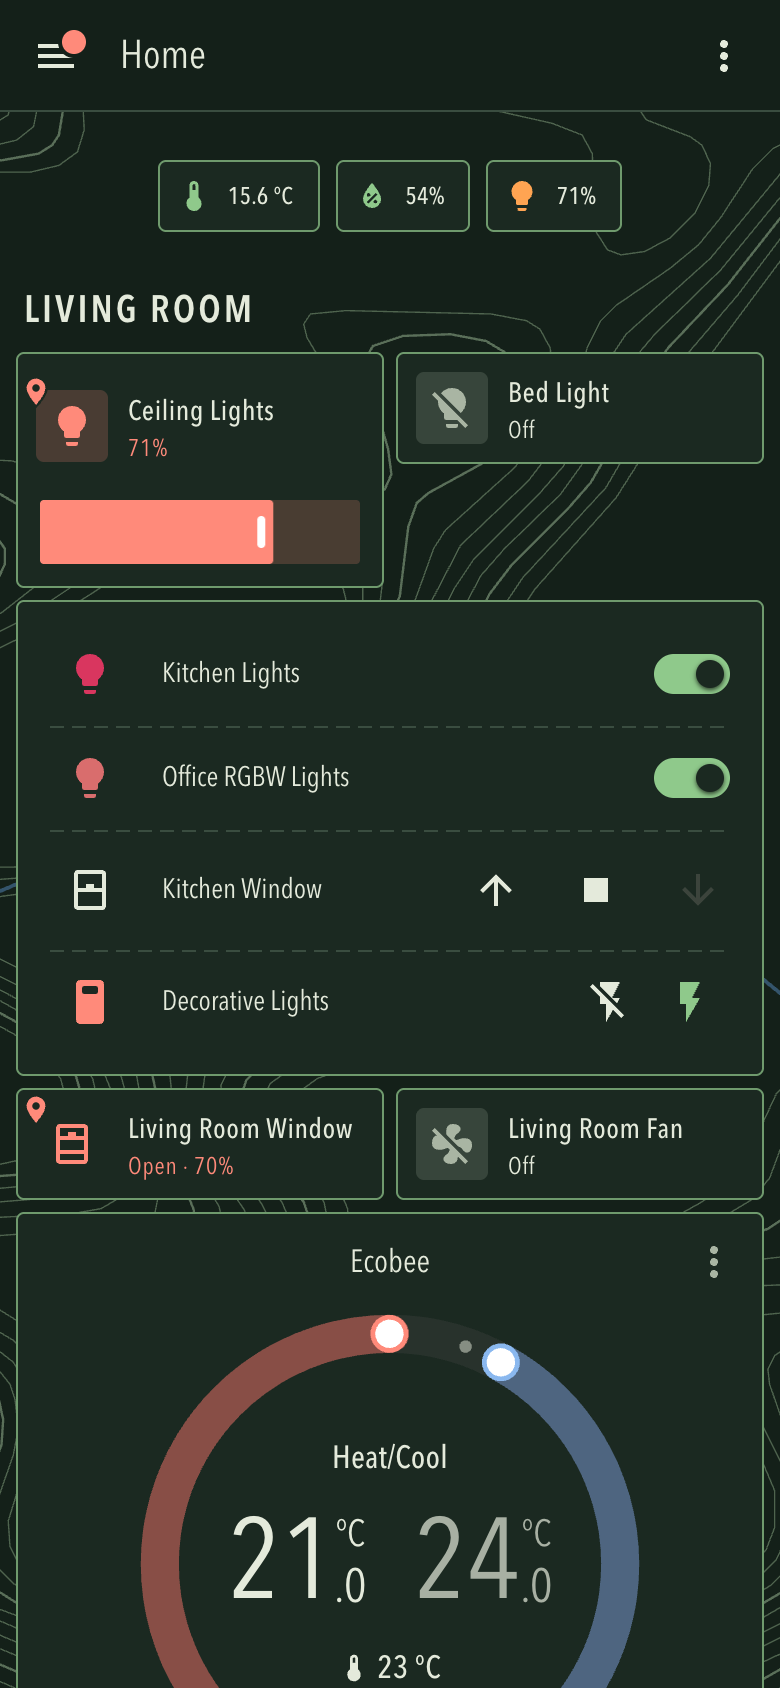 Home
15.6 °C
54%
71%
LIVING ROOM
Ceiling Lights
71%
Bed Light
Off
Kitchen Lights
Office RGBW Lights
Kitchen Window
Decorative Lights
Living Room Window
Open · 70%
Living Room Fan
Off
Ecobee
Heat/Cool
21.0 °C 24.0 °C
23 °C